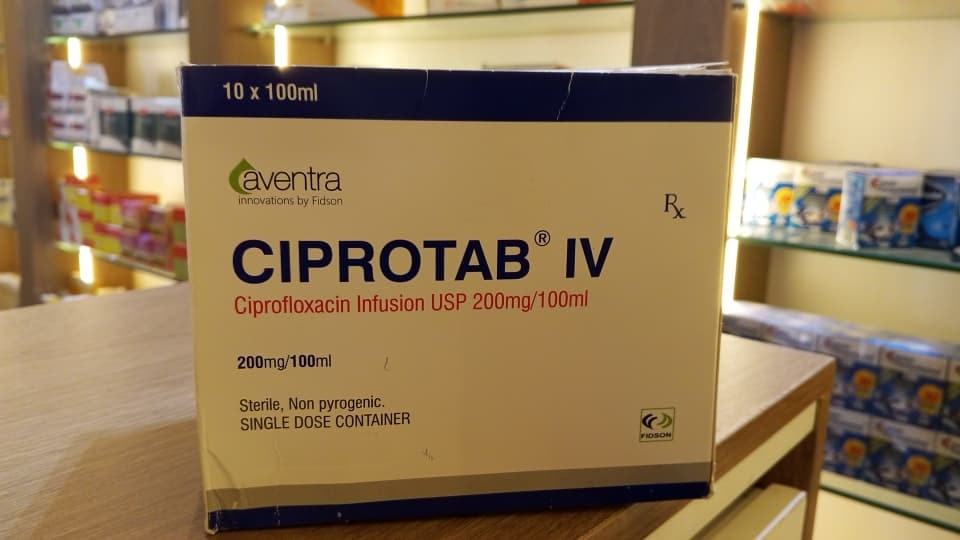 10 x 100ml
aventra
innovations by Fidson
Rx
CIPROTAB® IV
Ciprofloxacin Infusion USP 200mg/100ml
200mg/100ml
Sterile, Non pyrogenic.
SINGLE DOSE CONTAINER
FIDSON